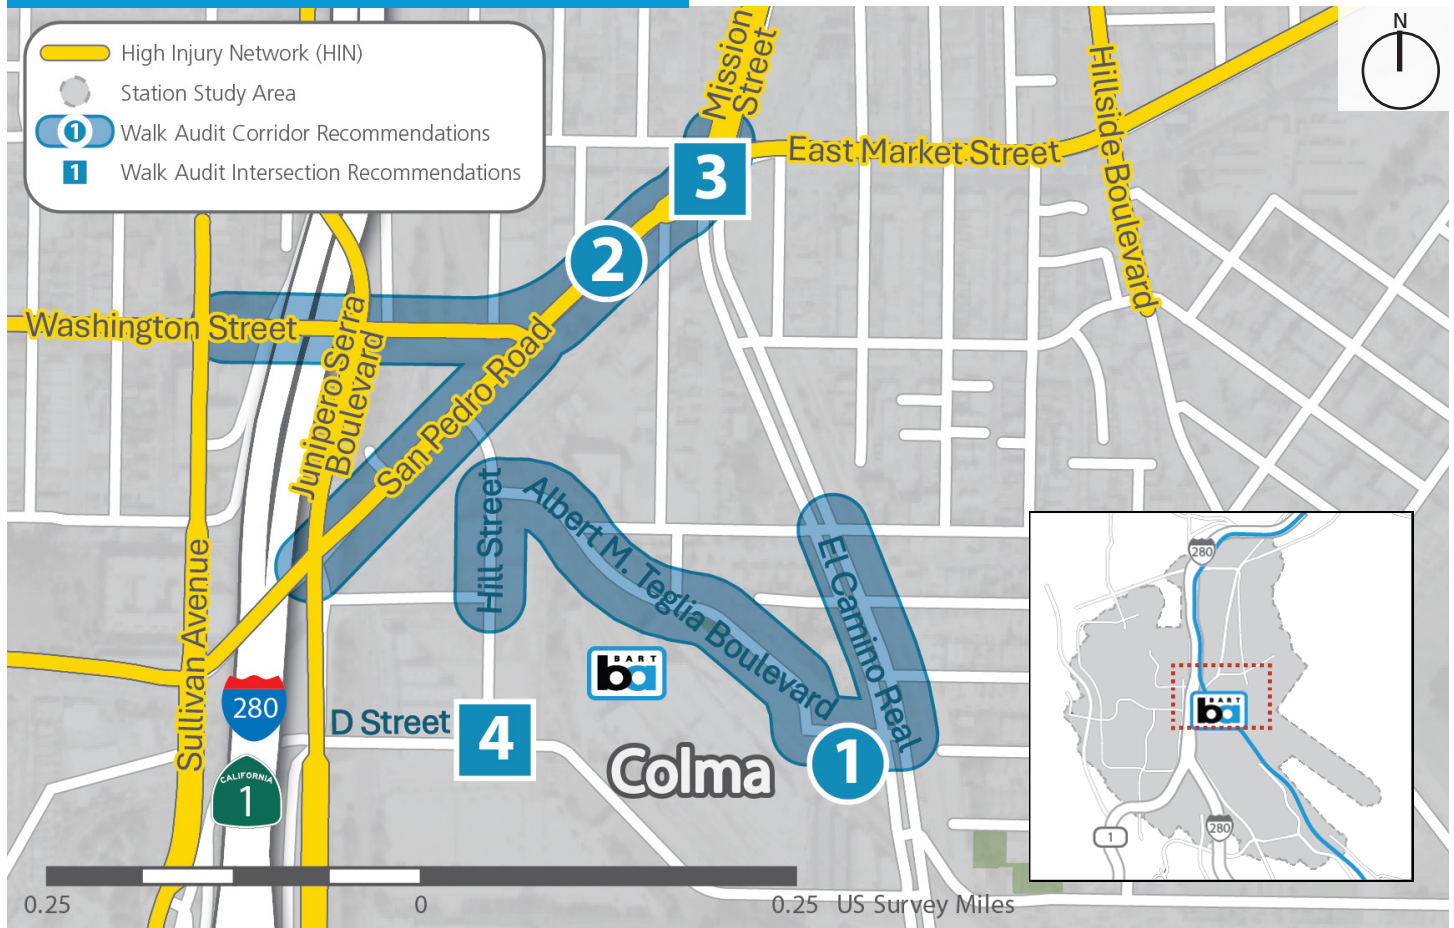 High Injury Network (HIN)
Station Study Area
1
Walk Audit Corridor Recommendations
1
Walk Audit Intersection Recommendations
N
Mission
Street
Hillside Boulevard
East Market Street
3
2
Washington Street
Junipero Serra
Boulevard
San Pedro Road
Hill Street
Albert M. Teglia Boulevard
El Camino Real
Sullivan Avenue
BART
ba
280
D Street
4
Colma
1
CALIFORNIA
1
280
BART
ba
1
280
0.25
0
0.25
US Survey Miles